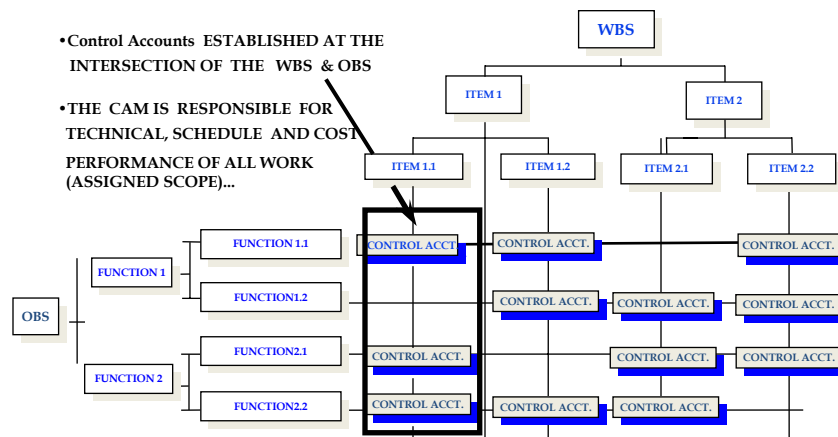 •Control Accounts ESTABLISHED AT THE
INTERSECTION OF THE WBS & OBS
•THE CAM IS RESPONSIBLE FOR
TECHNICAL, SCHEDULE AND COST
PERFORMANCE OF ALL WORK
(ASSIGNED SCOPE)...
WBS
ITEM 1
ITEM 2
ITEM 1.1
ITEM 1.2
ITEM 2.1
ITEM 2.2
OBS
FUNCTION 1
FUNCTION 1.1
CONTROL ACCT.
CONTROL ACCT.
CONTROL ACCT.
FUNCTION1.2
CONTROL ACCT.
CONTROL ACCT.
CONTROL ACCT.
FUNCTION 2
FUNCTION2.1
CONTROL ACCT.
CONTROL ACCT.
CONTROL ACCT.
FUNCTION2.2
CONTROL ACCT.
CONTROL ACCT.
CONTROL ACCT.